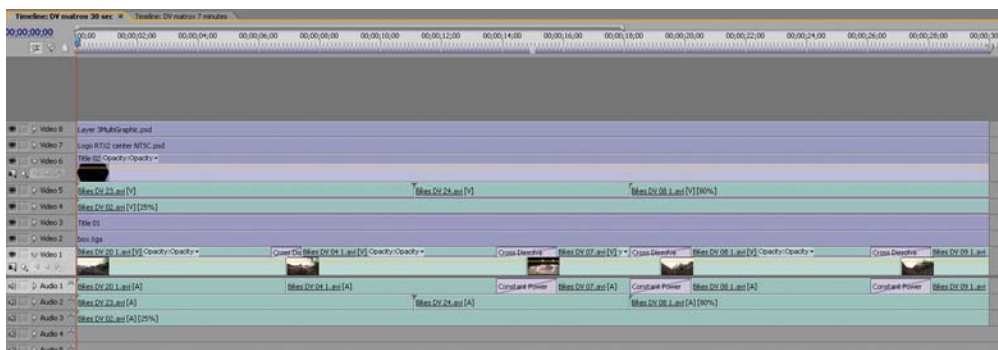 Timeline: DV matrox 30 sec × Timeline: DV matrox 7 minutes
00;00;00;00 00;00 00;00;02;00 00;00;04;00 00;00;06;00 00;00;08;00 00;00;10;00 00;00;12;00 00;00;14;00 00;00;16;00 00;00;18;00 00;00;20;00 00;00;22;00 00;00;24;00 00;00;26;00 00;00;28;00 00;00;30
Video 8 Layer 3MultiGraphic.psd
Video 7 Logo RTX2 center NTSC.psd
Video 6 Title 02 Opacity:Opacity
Video 5 Bikes DV 23.avi [V] Bikes DV 24.avi [V] Bikes DV 08 1.avi [V] [80%]
Video 4 Bikes DV 02.avi [V] [25%]
Video 3 Title 01
Video 2 box.tga
Video 1 Bikes DV 20 1.avi [V] Opacity:Opacity Cross Dis Bikes DV 04 1.avi [V] Opacity:Opacity Cross Dissolve Bikes DV 07.avi [V] y Cross Dissolve Bikes DV 08 1.avi [V] Opacity:Opacity Cross Dissolve Bikes DV 09 1.avi
Audio 1 Bikes DV 20 1.avi [A] Bikes DV 04 1.avi [A] Constant Power Bikes DV 07.avi [A] Constant Power Bikes DV 08 1.avi [A] Constant Power Bikes DV 09 1.avi
Audio 2 Bikes DV 23.avi [A] Bikes DV 24.avi [A] Bikes DV 08 1.avi [A] [80%]
Audio 3 Bikes DV 02.avi [A] [25%]
Audio 4
Audio 5